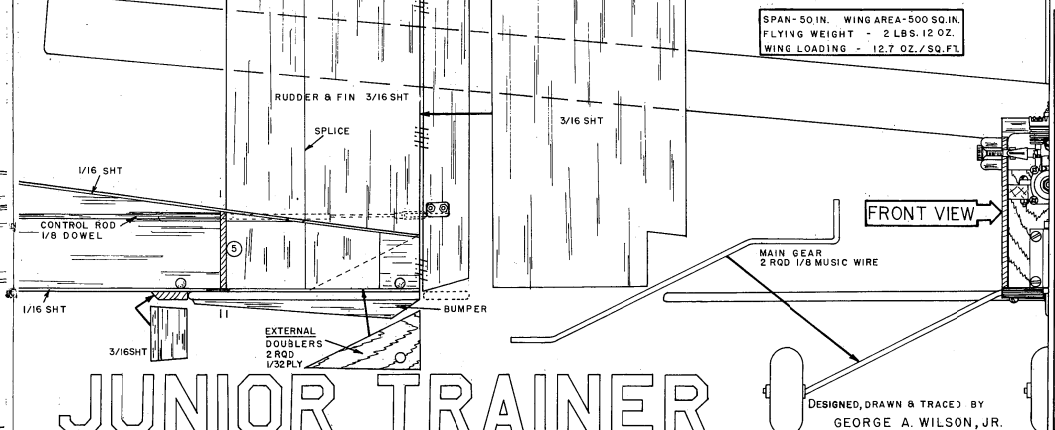 SPAN-50 IN. WING AREA-500 SQ.IN.
FLYING WEIGHT - 2 LBS. 12 OZ.
WING LOADING - 12.7 OZ./SQ.FT.
RUDDER & FIN 3/16 SHT
3/16 SHT
SPLICE
1/16 SHT
CONTROL ROD
1/8 DOWEL
5
FRONT VIEW
MAIN GEAR
2 RQD 1/8 MUSIC WIRE
1/16 SHT
BUMPER
3/16SHT
EXTERNAL
DOUBLERS
2 RQD
1/32 PLY
JUNIOR TRAINER
DESIGNED, DRAWN & TRACED BY
GEORGE A. WILSON, JR.